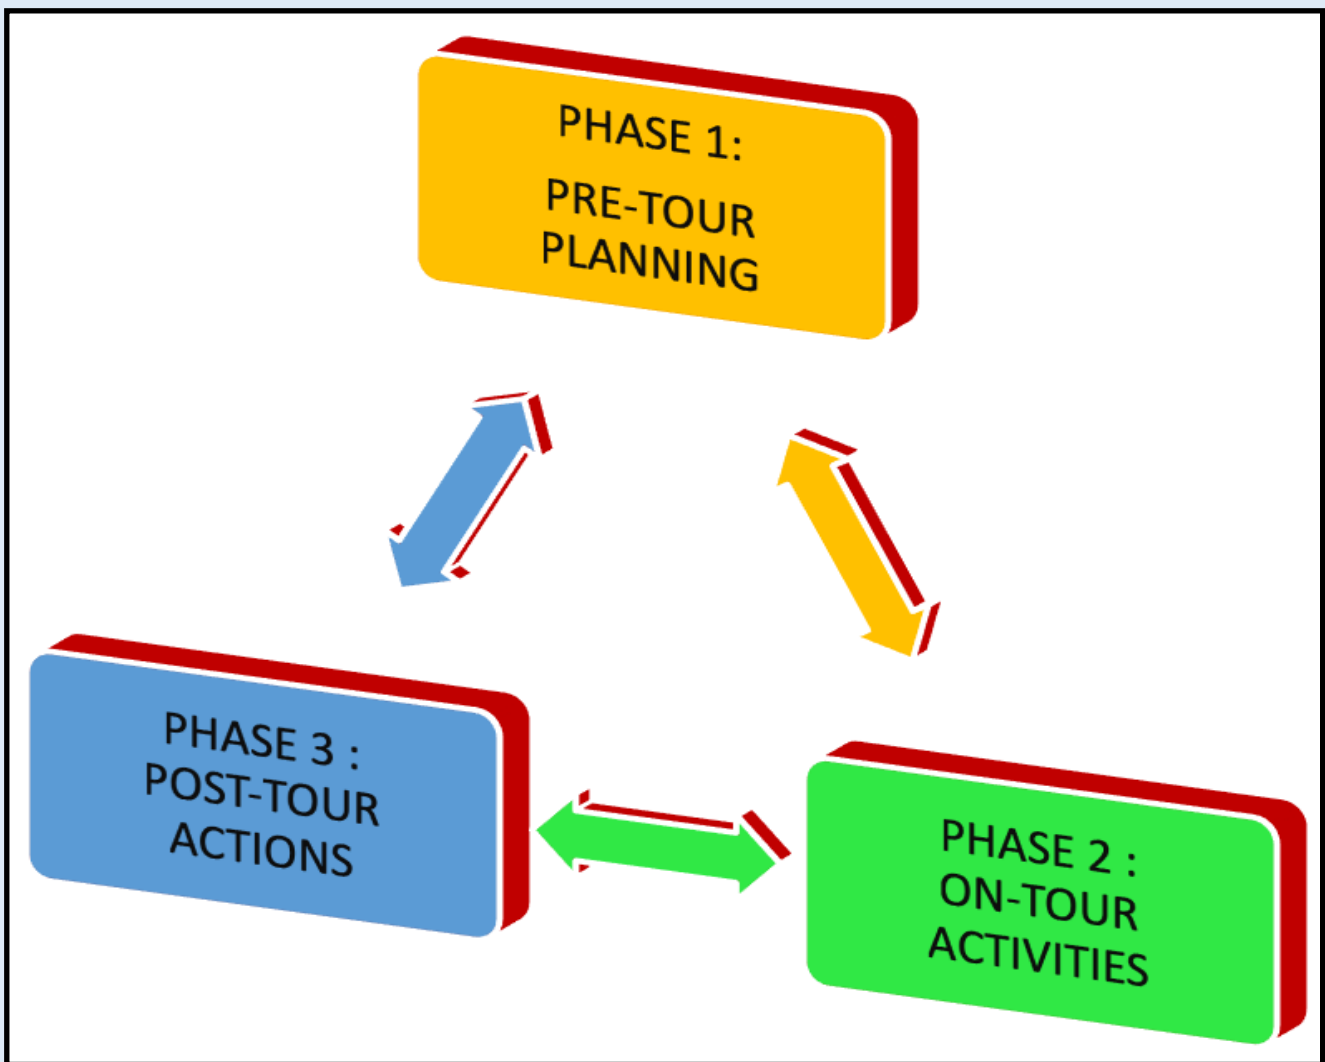 PHASE 1:
PRE-TOUR
PLANNING
PHASE 3 :
POST-TOUR
ACTIONS
PHASE 2 :
ON-TOUR
ACTIVITIES